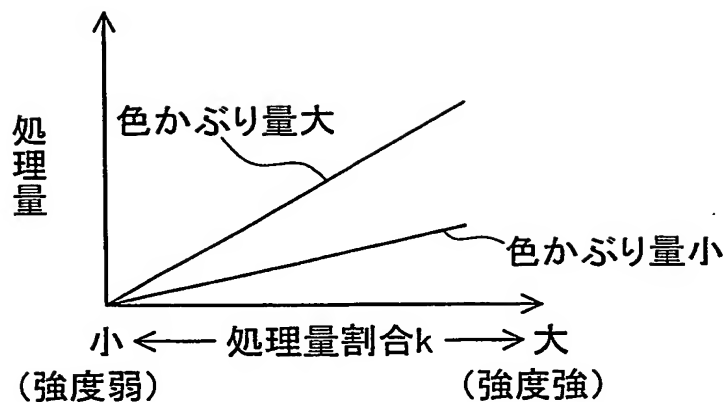 処理量
色かぶり量大
色かぶり量小
小 ←── 処理量割合k ──→ 大
(強度弱)
(強度強)